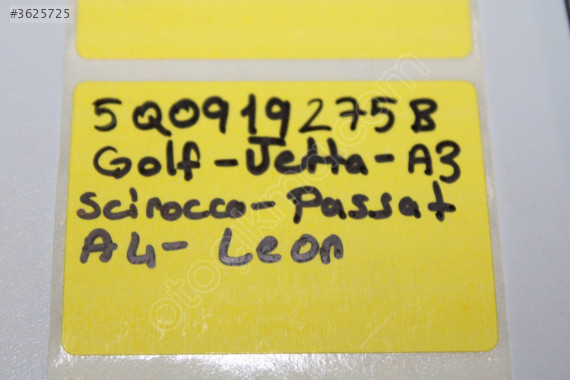 #3625725
5Q0919275B
Golf-Jetta-A3
Scirocco-Passat
A4- Leon